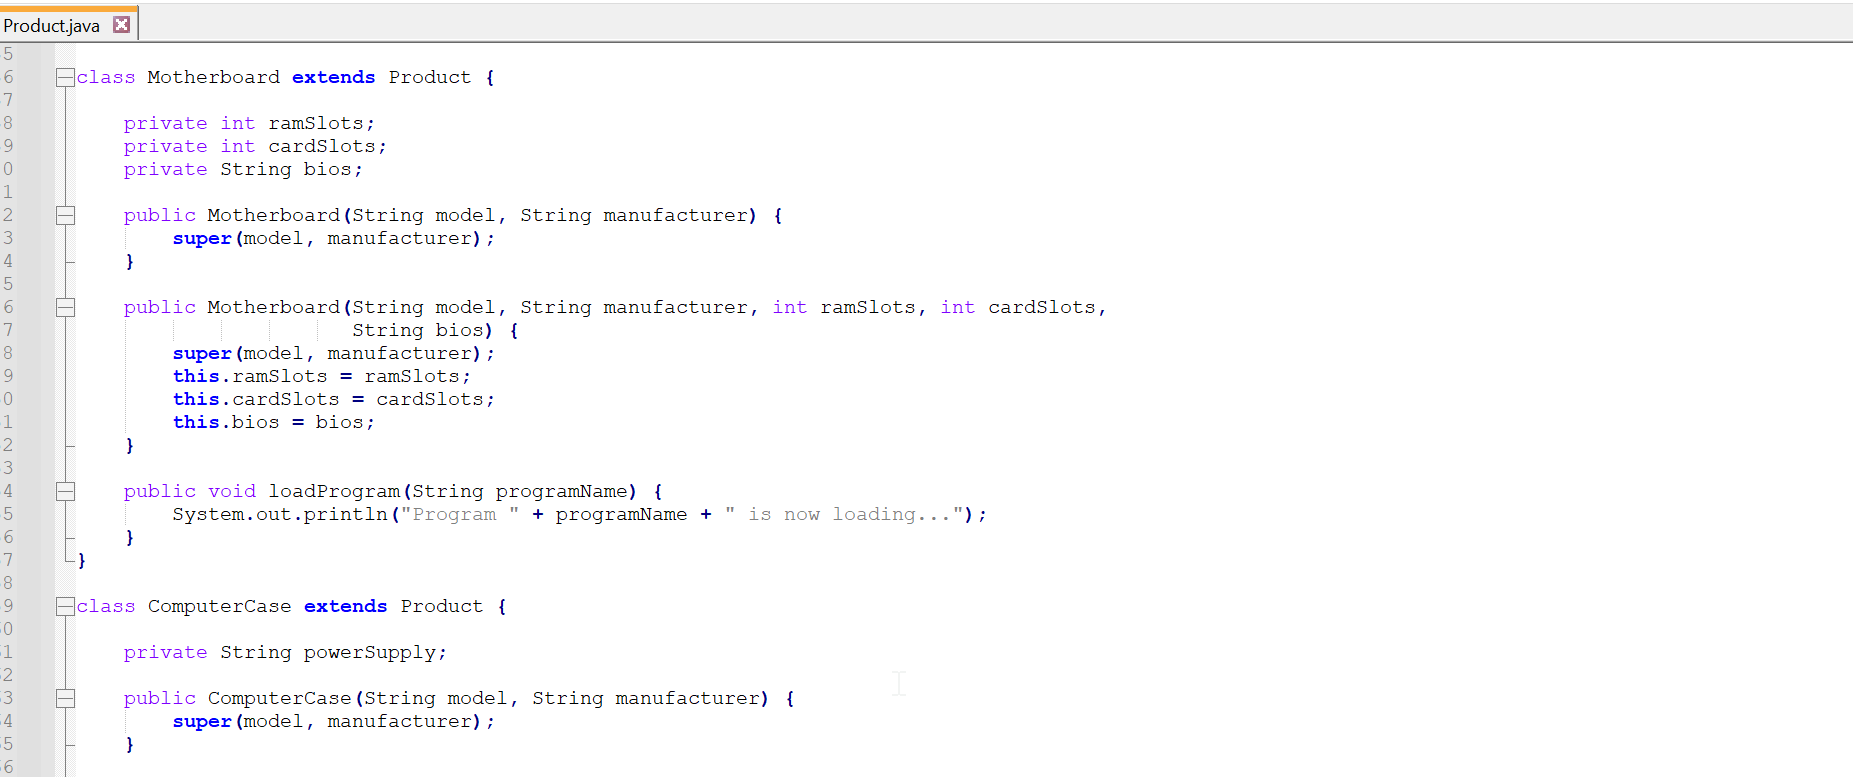 Product.java
5
6 class Motherboard extends Product {
7
8 private int ramSlots;
9 private int cardSlots;
0 private String bios;
1
2 public Motherboard(String model, String manufacturer) {
3 super(model, manufacturer);
4 }
5
6 public Motherboard(String model, String manufacturer, int ramSlots, int cardSlots,
7 String bios) {
8 super(model, manufacturer);
9 this.ramSlots = ramSlots;
0 this.cardSlots = cardSlots;
1 this.bios = bios;
2 }
3
4 public void loadProgram(String programName) {
5 System.out.println("Program " + programName + " is now loading...");
6 }
7 }
8
9 class ComputerCase extends Product {
0
1 private String powerSupply;
2
3 public ComputerCase(String model, String manufacturer) {
4 super(model, manufacturer);
5 }
6